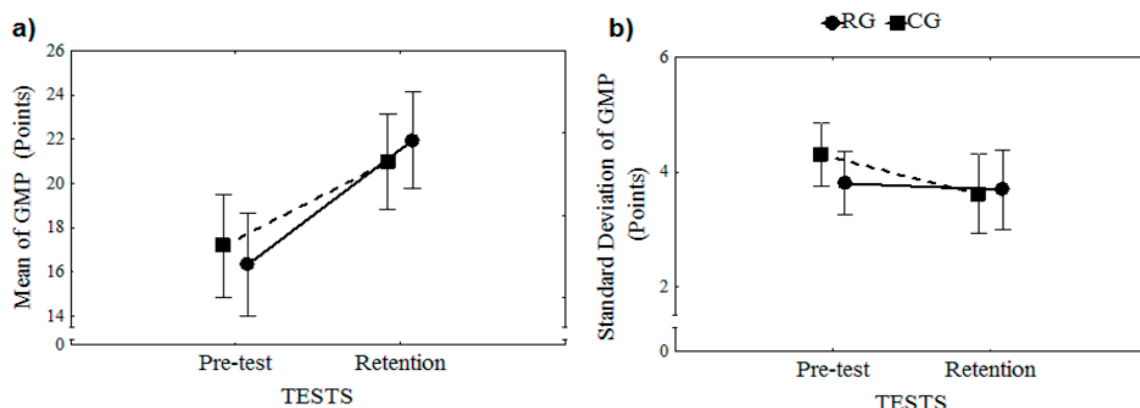 a)
Mean of GMP (Points)
26
24
22
20
18
16
14
0
Pre-test Retention
TESTS
b)
RG CG
Standard Deviation of GMP
(Points)
6
4
2
0
Pre-test Retention
TESTS